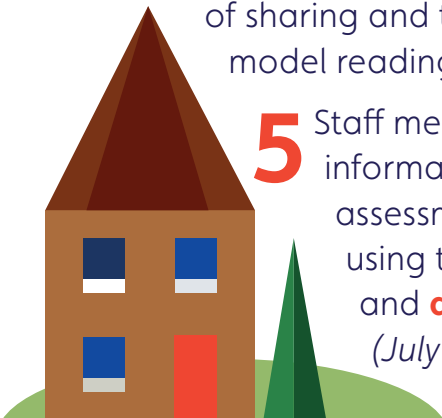 of sharing and
model reading
5 Staff me
informa
assessm
using t
and
(July